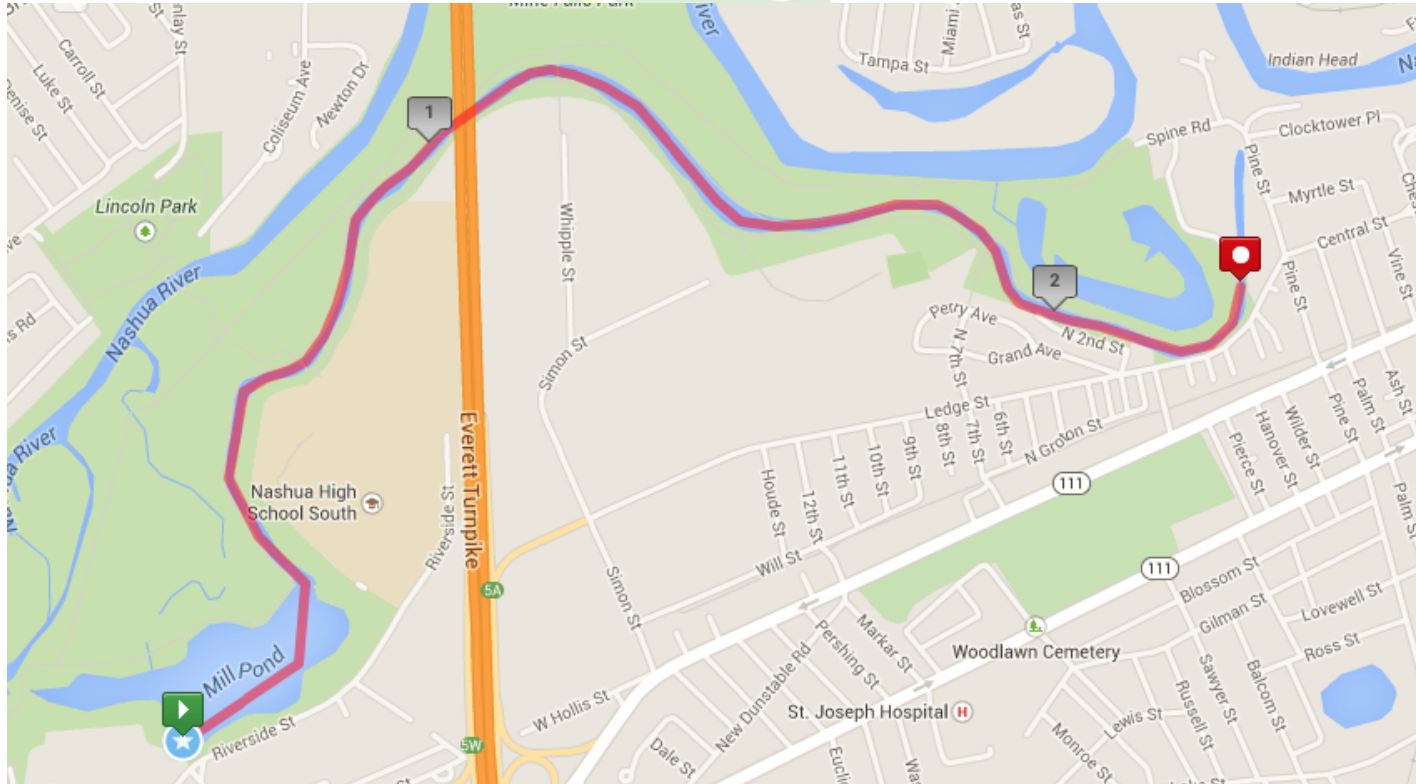 Mine Falls Park
Carroll St
Luke St
Denise St
Coliseum Ave
Newton Dr
River
Tampa St
Miami
Indian Head
Spine Rd
Clocktower Pl
Pine St
Myrtle St
Central St
Vine St
1
Lincoln Park
Nashua River
Whipple St
Simon St
2
Perry Ave
N 2nd St
Grand Ave
N 7th St
Pine St
Ledge St
6th St
7th St
8th St
9th St
10th St
11th St
12th St
Houde St
N Groton St
Pierce St
Hanover St
Wilder St
Pine St
Palm St
Ash St
Palm St
Everett Turnpike
Nashua High
School South
Riverside St
111
111
5A
Will St
Simon St
Blossom St
Gilman St
Lovewell St
Ross St
Markar St
Pershing St
New Dunstable Rd
Woodlawn Cemetery
St. Joseph Hospital H
Mill Pond
Riverside St
W Hollis St
5W
Dale St
Lewis St
Monroe St
Russell St
Sawyer St
Balcom St